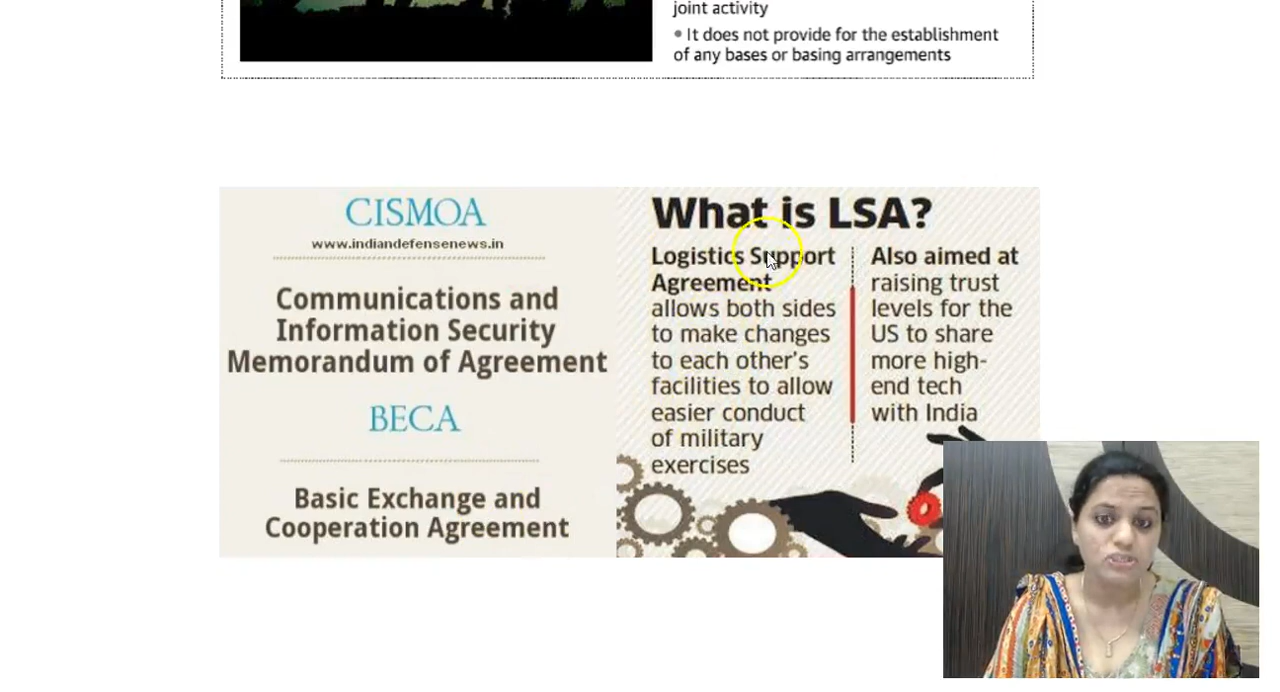 joint activity
• It does not provide for the establishment
of any bases or basing arrangements
CISMOA
www.indiandefensenews.in
Communications and
Information Security
Memorandum of Agreement
BECA
Basic Exchange and
Cooperation Agreement
What is LSA?
Logistics Support
Agreement
allows both sides
to make changes
to each other's
facilities to allow
easier conduct
of military
exercises
Also aimed at
raising trust
levels for the
US to share
more high-
end tech
with India